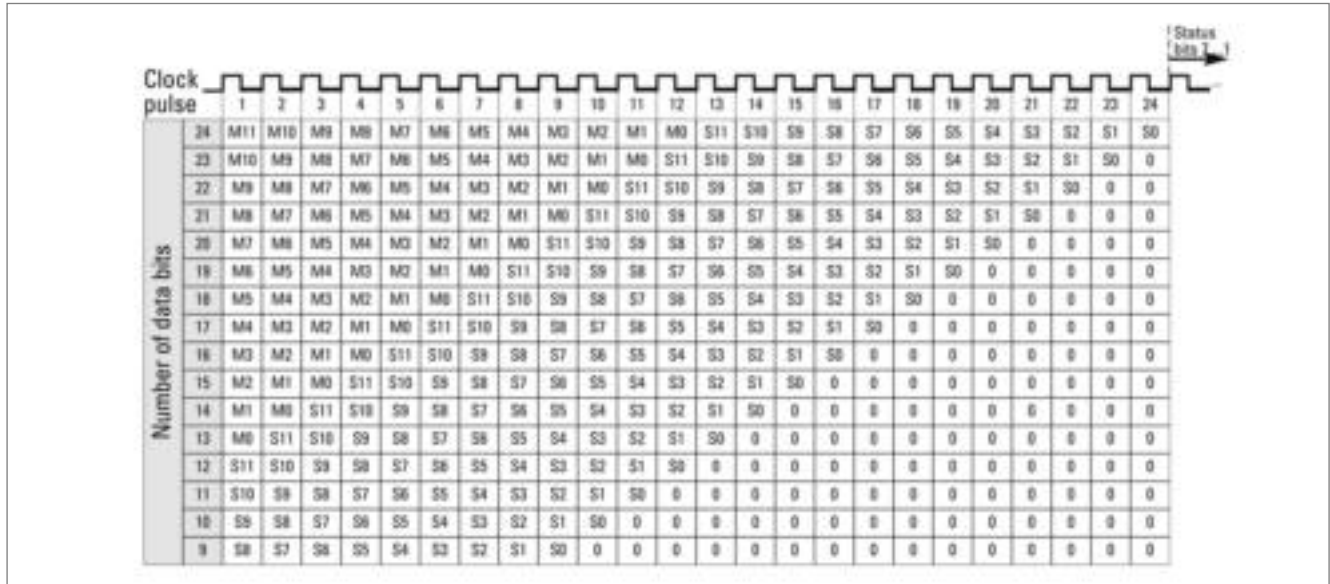 Status
bits 7...1
Clock
pulse
1 2 3 4 5 6 7 8 9 10 11 12 13 14 15 16 17 18 19 20 21 22 23 24
Number of data bits
24 M11 M10 M9 M8 M7 M6 M5 M4 M3 M2 M1 M0 S11 S10 S9 S8 S7 S6 S5 S4 S3 S2 S1 S0
23 M10 M9 M8 M7 M6 M5 M4 M3 M2 M1 M0 S11 S10 S9 S8 S7 S6 S5 S4 S3 S2 S1 S0 0
22 M9 M8 M7 M6 M5 M4 M3 M2 M1 M0 S11 S10 S9 S8 S7 S6 S5 S4 S3 S2 S1 S0 0 0
21 M8 M7 M6 M5 M4 M3 M2 M1 M0 S11 S10 S9 S8 S7 S6 S5 S4 S3 S2 S1 S0 0 0 0
20 M7 M6 M5 M4 M3 M2 M1 M0 S11 S10 S9 S8 S7 S6 S5 S4 S3 S2 S1 S0 0 0 0 0
19 M6 M5 M4 M3 M2 M1 M0 S11 S10 S9 S8 S7 S6 S5 S4 S3 S2 S1 S0 0 0 0 0 0
18 M5 M4 M3 M2 M1 M0 S11 S10 S9 S8 S7 S6 S5 S4 S3 S2 S1 S0 0 0 0 0 0 0
17 M4 M3 M2 M1 M0 S11 S10 S9 S8 S7 S6 S5 S4 S3 S2 S1 S0 0 0 0 0 0 0 0
16 M3 M2 M1 M0 S11 S10 S9 S8 S7 S6 S5 S4 S3 S2 S1 S0 0 0 0 0 0 0 0 0
15 M2 M1 M0 S11 S10 S9 S8 S7 S6 S5 S4 S3 S2 S1 S0 0 0 0 0 0 0 0 0 0
14 M1 M0 S11 S10 S9 S8 S7 S6 S5 S4 S3 S2 S1 S0 0 0 0 0 0 0 0 0 0 0
13 M0 S11 S10 S9 S8 S7 S6 S5 S4 S3 S2 S1 S0 0 0 0 0 0 0 0 0 0 0 0
12 S11 S10 S9 S8 S7 S6 S5 S4 S3 S2 S1 S0 0 0 0 0 0 0 0 0 0 0 0 0
11 S10 S9 S8 S7 S6 S5 S4 S3 S2 S1 S0 0 0 0 0 0 0 0 0 0 0 0 0 0
10 S9 S8 S7 S6 S5 S4 S3 S2 S1 S0 0 0 0 0 0 0 0 0 0 0 0 0 0 0
9 S8 S7 S6 S5 S4 S3 S2 S1 S0 0 0 0 0 0 0 0 0 0 0 0 0 0 0 0